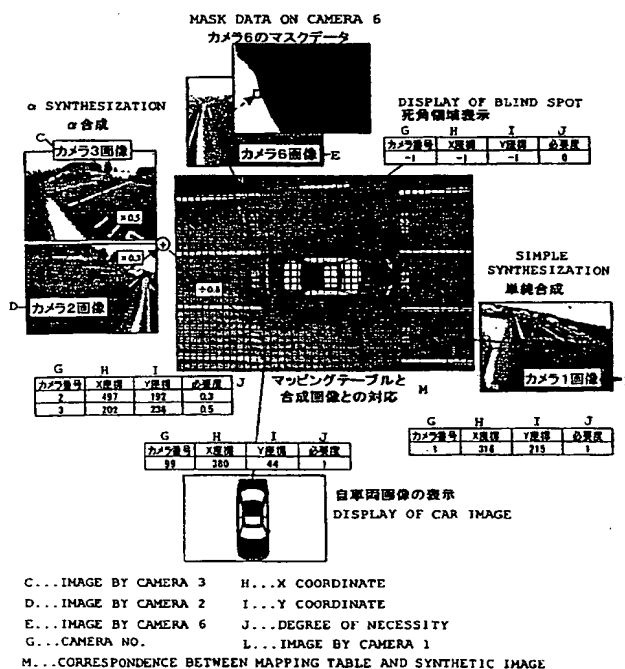 MASK DATA ON CAMERA 6
カメラ6のマスクデータ
α SYNTHESIZATION
α合成
C
カメラ3画像
×0.5
×0.3
D
カメラ2画像
カメラ6画像
E
DISPLAY OF BLIND SPOT
死角領域表示
G H I J
カメラ番号 X座標 Y座標 必要度
-1 -1 -1 0
÷0.8
SIMPLE
SYNTHESIZATION
単純合成
カメラ1画像
G H I J
カメラ番号 X座標 Y座標 必要度
2 497 192 0.3
3 202 236 0.5
マッピングテーブルと
合成画像との対応
M
G H I J
カメラ番号 X座標 Y座標 必要度
1 316 215 1
G H I J
カメラ番号 X座標 Y座標 必要度
99 380 44 1
自車両画像の表示
DISPLAY OF CAR IMAGE
C...IMAGE BY CAMERA 3
H...X COORDINATE
D...IMAGE BY CAMERA 2
I...Y COORDINATE
E...IMAGE BY CAMERA 6
J...DEGREE OF NECESSITY
G...CAMERA NO.
L...IMAGE BY CAMERA 1
M...CORRESPONDENCE BETWEEN MAPPING TABLE AND SYNTHETIC IMAGE